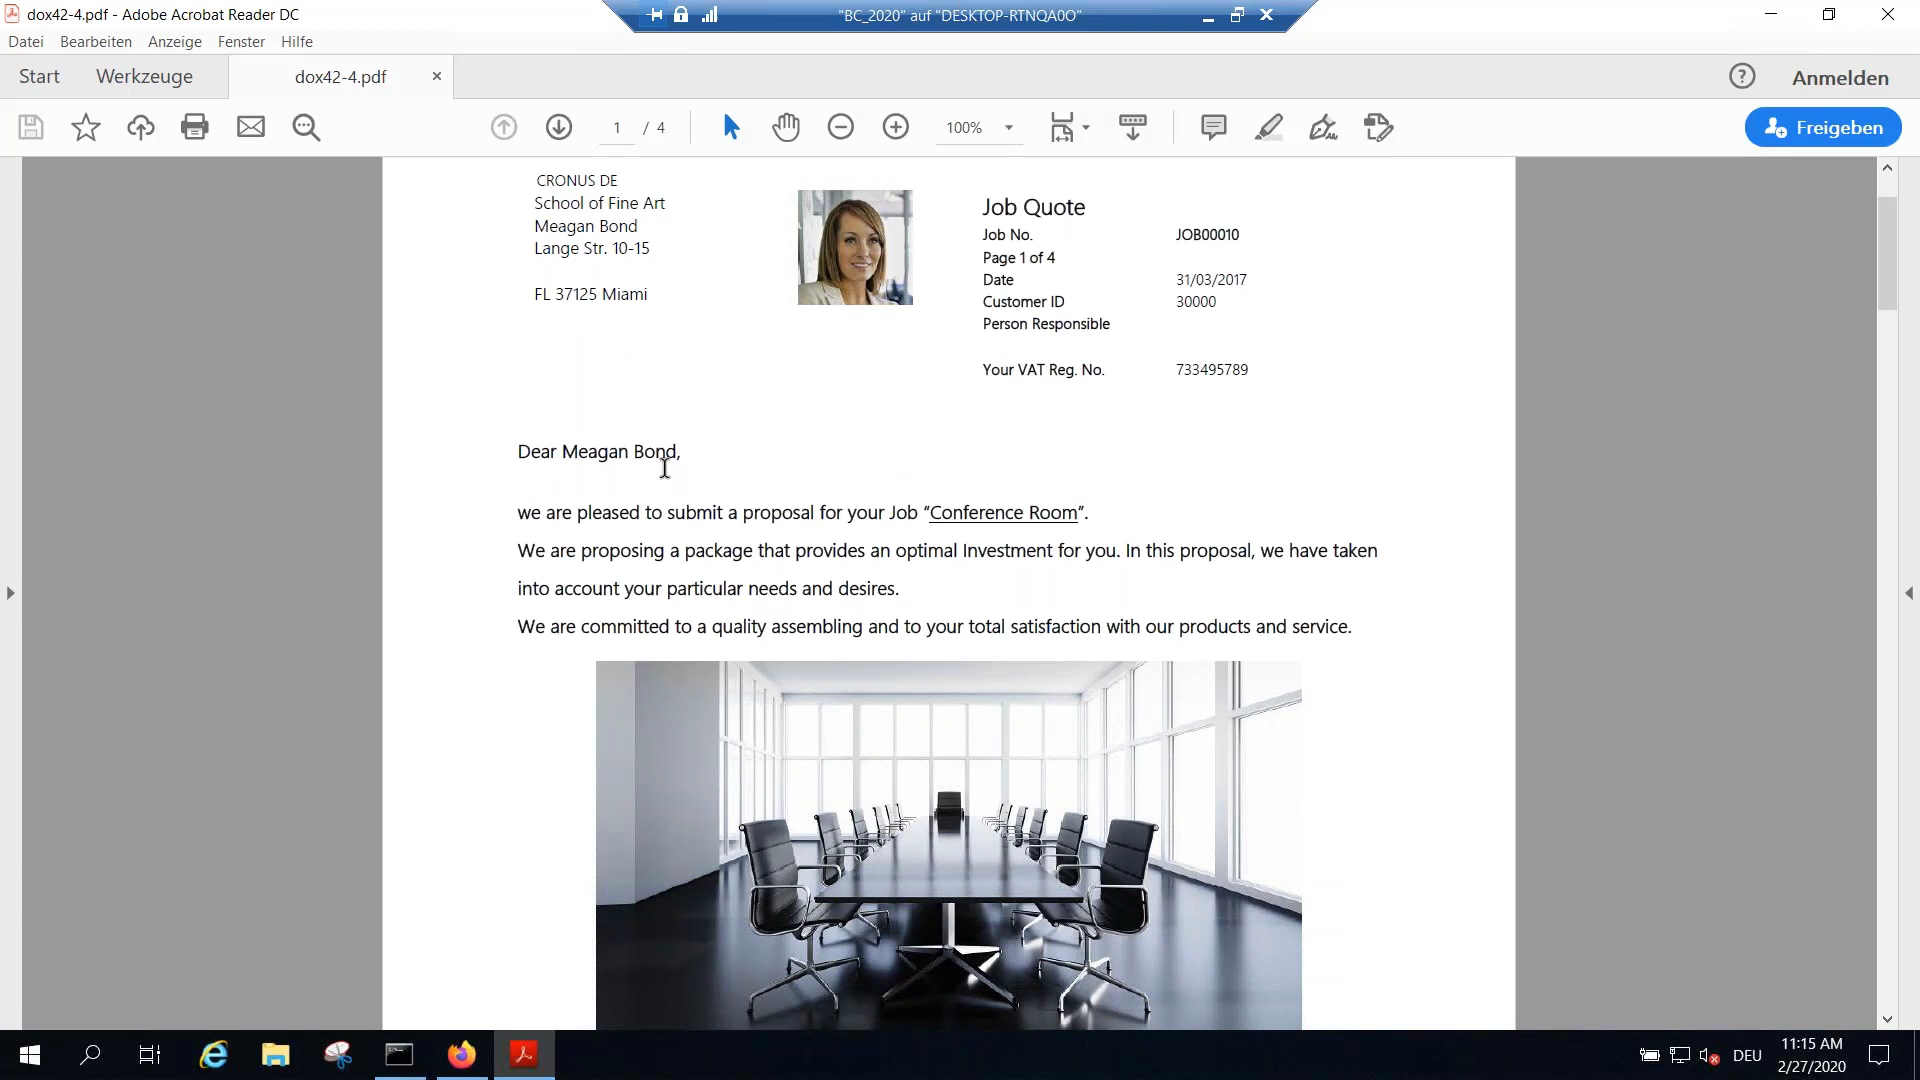 dox42-4.pdf - Adobe Acrobat Reader DC
"BC_2020" auf "DESKTOP-RTNQA0O"
Datei Bearbeiten Anzeige Fenster Hilfe
Start Werkzeuge dox42-4.pdf Anmelden
1 / 4 100% Freigeben
CRONUS DE
School of Fine Art
Meagan Bond
Lange Str. 10-15
FL 37125 Miami
Job Quote
Job No. JOB00010
Page 1 of 4
Date 31/03/2017
Customer ID 30000
Person Responsible
Your VAT Reg. No. 733495789
Dear Meagan Bond,
we are pleased to submit a proposal for your Job “Conference Room”.
We are proposing a package that provides an optimal Investment for you. In this proposal, we have taken
into account your particular needs and desires.
We are committed to a quality assembling and to your total satisfaction with our products and service.
DEU
11:15 AM
2/27/2020